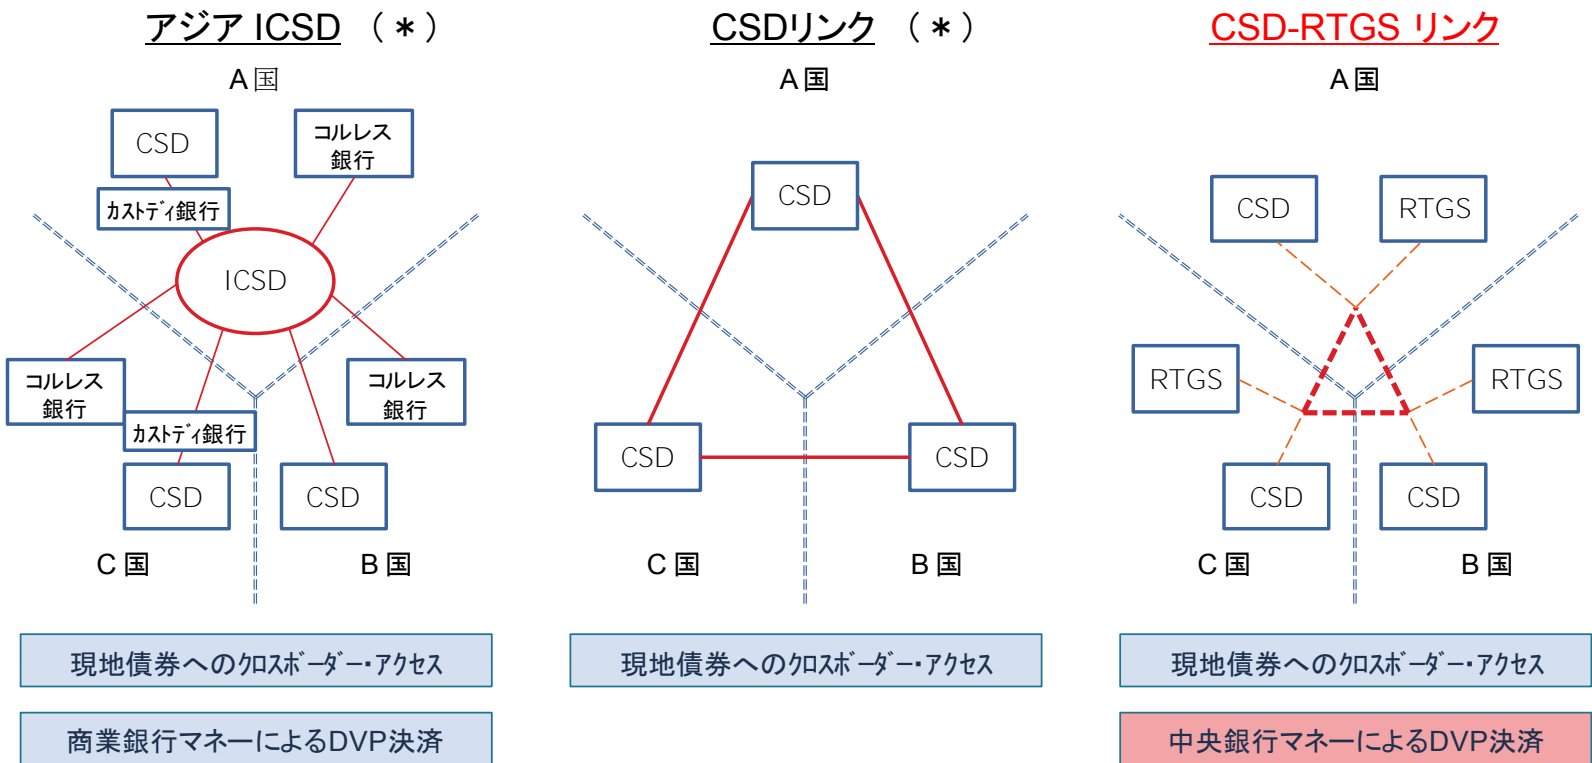 アジア ICSD （＊）
A国
CSD
コルレス
銀行
ｶｽﾄﾃﾞｨ銀行
ICSD
コルレス
銀行
コルレス
銀行
ｶｽﾄﾃﾞｨ銀行
CSD
CSD
C 国
B 国
現地債券へのｸﾛｽﾎﾞｰﾀﾞｰ･アクセス
商業銀行マネーによるDVP決済
CSDリンク （＊）
A 国
CSD
CSD
CSD
C 国
B 国
現地債券へのｸﾛｽﾎﾞｰﾀﾞｰ･アクセス
CSD-RTGS リンク
A 国
CSD
RTGS
RTGS
RTGS
CSD
CSD
C 国
B 国
現地債券へのｸﾛｽﾎﾞｰﾀﾞｰ･アクセス
中央銀行マネーによるDVP決済